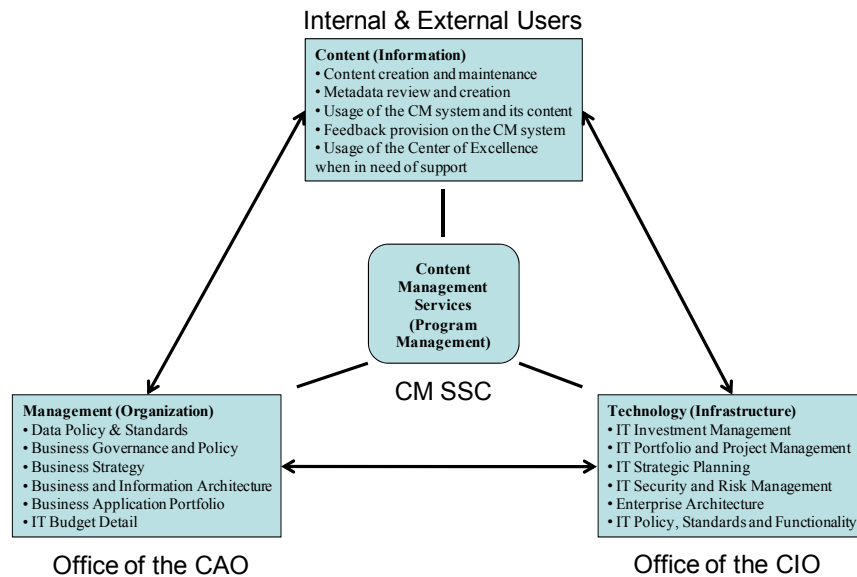 Internal & External Users
Content (Information)
• Content creation and maintenance
• Metadata review and creation
• Usage of the CM system and its content
• Feedback provision on the CM system
• Usage of the Center of Excellence
when in need of support
Content
Management
Services
(Program
Management)
CM SSC
Management (Organization)
• Data Policy & Standards
• Business Governance and Policy
• Business Strategy
• Business and Information Architecture
• Business Application Portfolio
• IT Budget Detail
Office of the CAO
Technology (Infrastructure)
• IT Investment Management
• IT Portfolio and Project Management
• IT Strategic Planning
• IT Security and Risk Management
• Enterprise Architecture
• IT Policy, Standards and Functionality
Office of the CIO